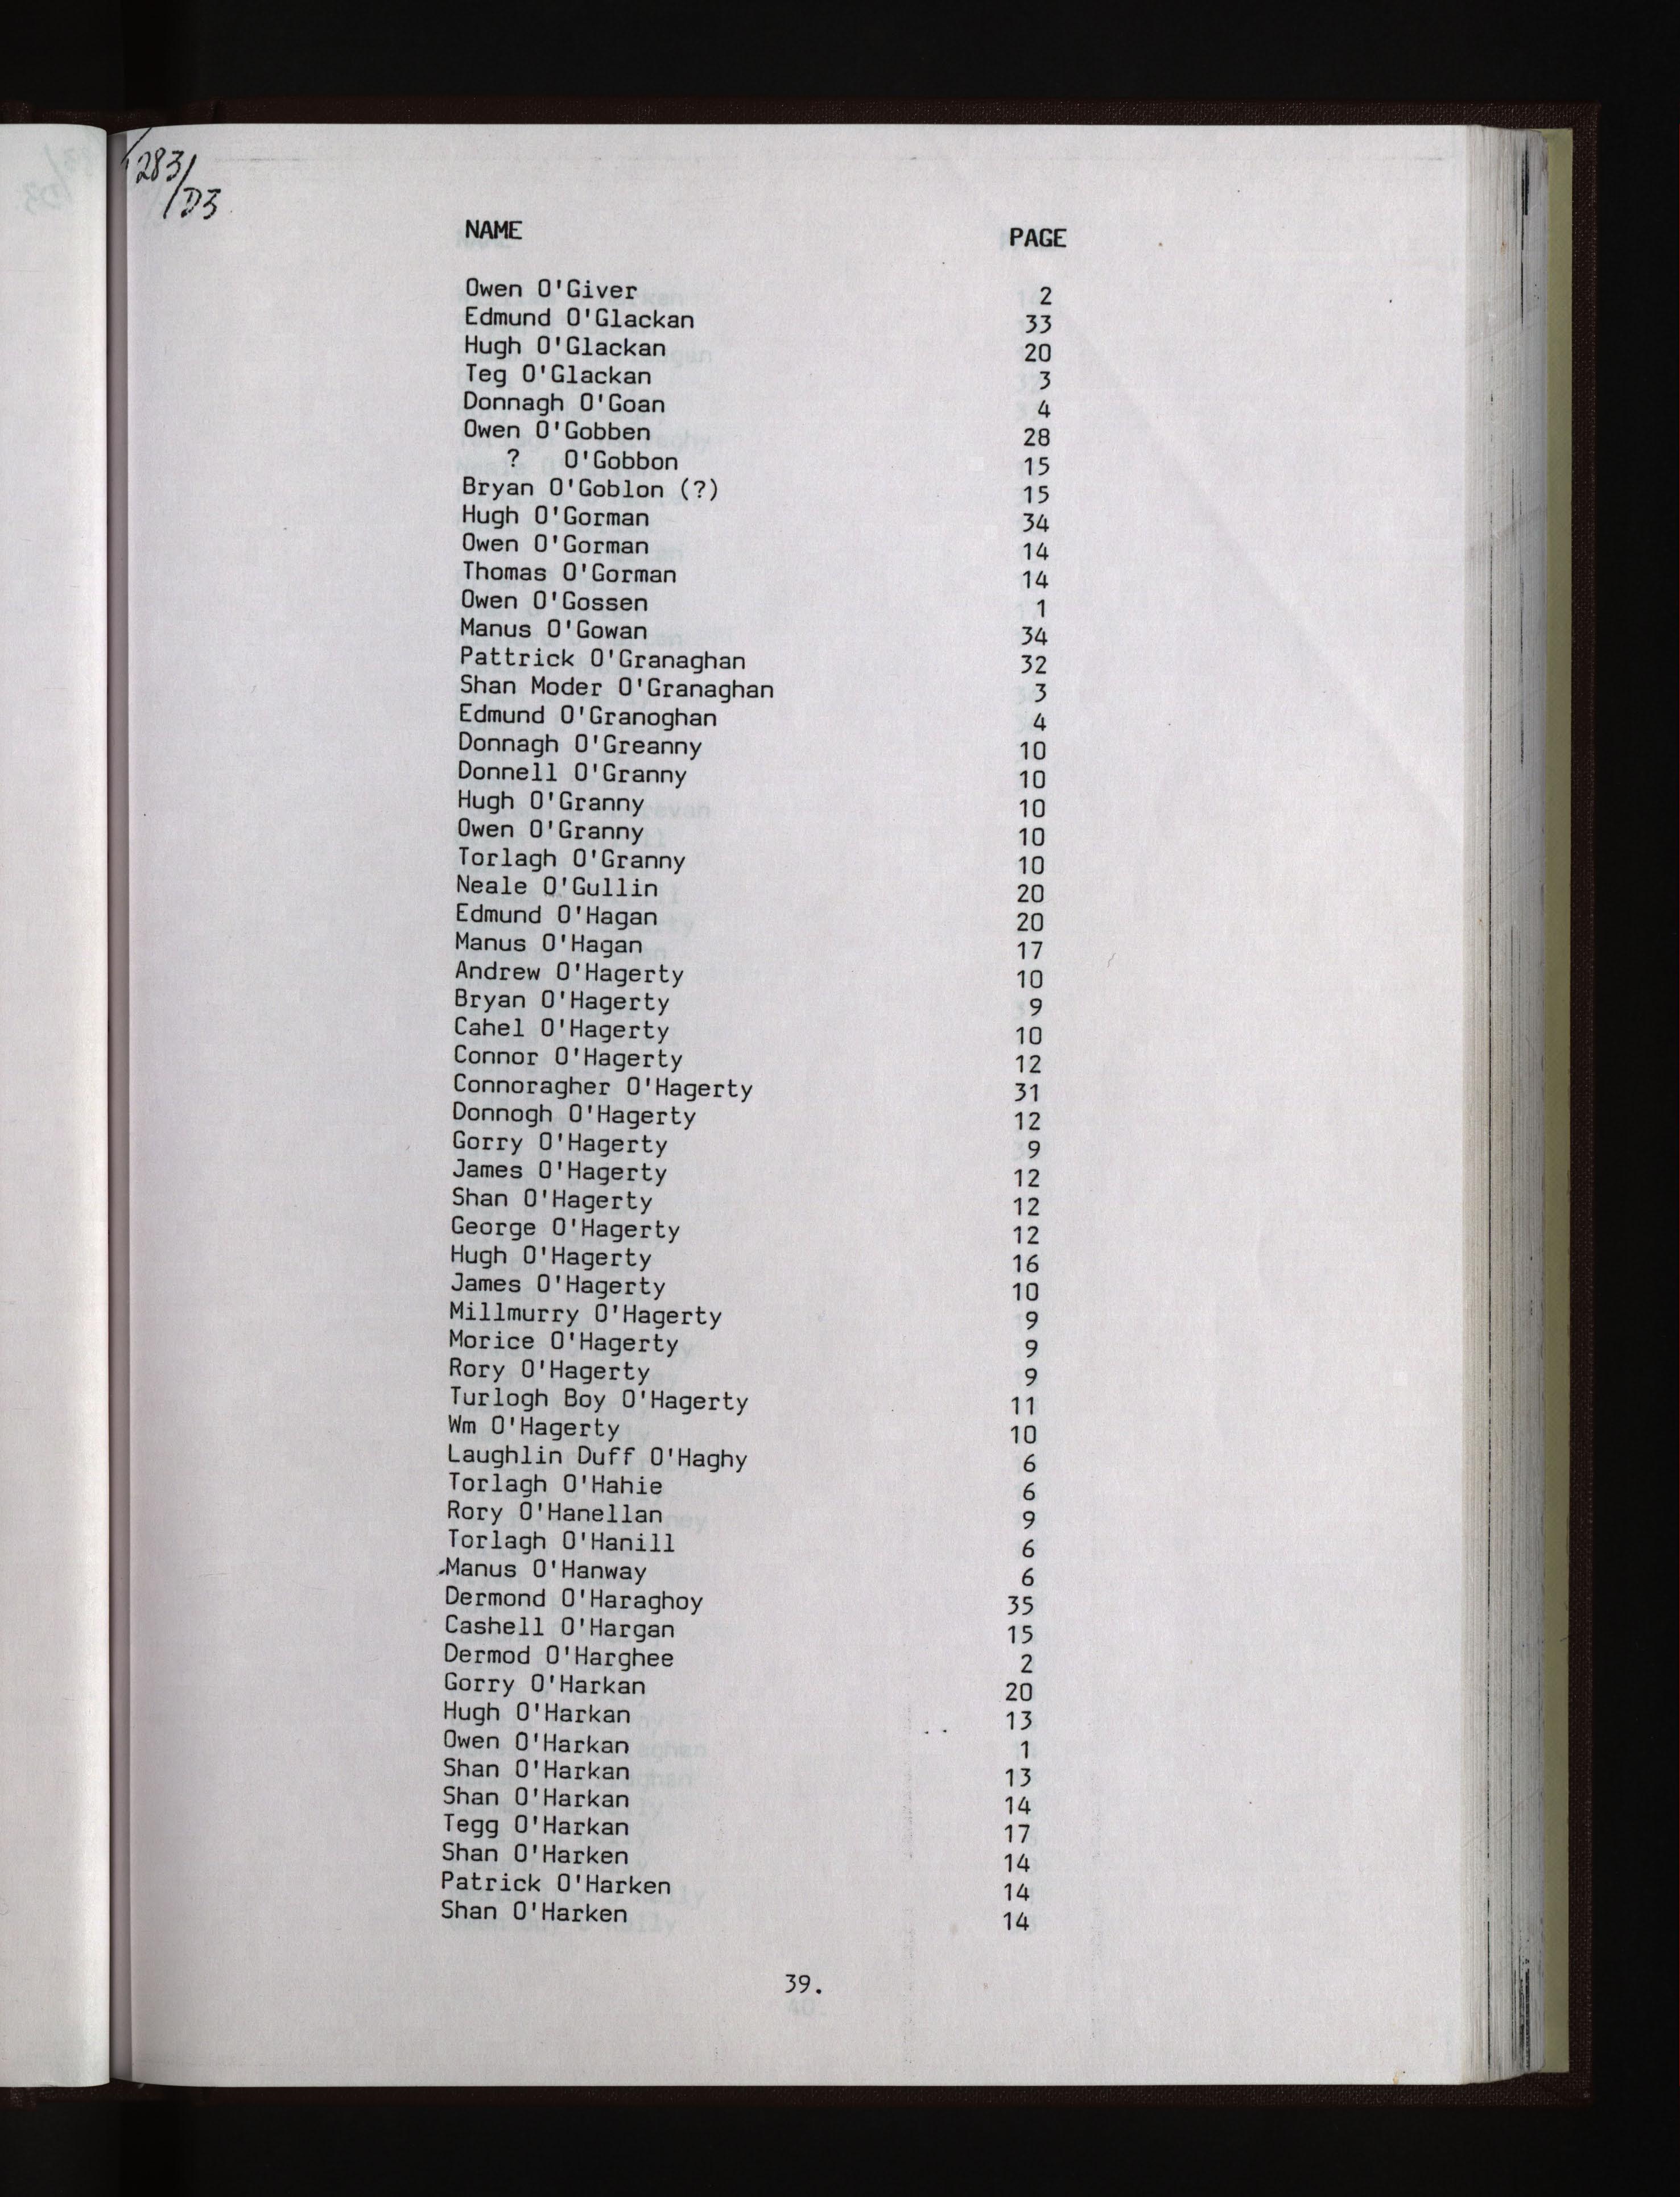 T283/D3
NAME PAGE
Owen O'Giver 2
Edmund O'Glackan 33
Hugh O'Glackan 20
Teg O'Glackan 3
Donnagh O'Goan 4
Owen O'Gobben 28
? O'Gobbon 15
Bryan O'Goblon (?) 15
Hugh O'Gorman 34
Owen O'Gorman 14
Thomas O'Gorman 14
Owen O'Gossen 1
Manus O'Gowan 34
Pattrick O'Granaghan 32
Shan Moder O'Granaghan 3
Edmund O'Granoghan 4
Donnagh O'Greanny 10
Donnell O'Granny 10
Hugh O'Granny 10
Owen O'Granny 10
Torlagh O'Granny 10
Neale O'Gullin 20
Edmund O'Hagan 20
Manus O'Hagan 17
Andrew O'Hagerty 10
Bryan O'Hagerty 9
Cahel O'Hagerty 10
Connor O'Hagerty 12
Connoragher O'Hagerty 31
Donnogh O'Hagerty 12
Gorry O'Hagerty 9
James O'Hagerty 12
Shan O'Hagerty 12
George O'Hagerty 12
Hugh O'Hagerty 16
James O'Hagerty 10
Millmurry O'Hagerty 9
Morice O'Hagerty 9
Rory O'Hagerty 9
Turlogh Boy O'Hagerty 11
Wm O'Hagerty 10
Laughlin Duff O'Haghy 6
Torlagh O'Hahie 6
Rory O'Hanellan 9
Torlagh O'Hanill 6
Manus O'Hanway 6
Dermond O'Haraghoy 35
Cashell O'Hargan 15
Dermod O'Harghee 2
Gorry O'Harkan 20
Hugh O'Harkan 13
Owen O'Harkan 1
Shan O'Harkan 13
Shan O'Harkan 14
Tegg O'Harkan 17
Shan O'Harken 14
Patrick O'Harken 14
Shan O'Harken 14
39.